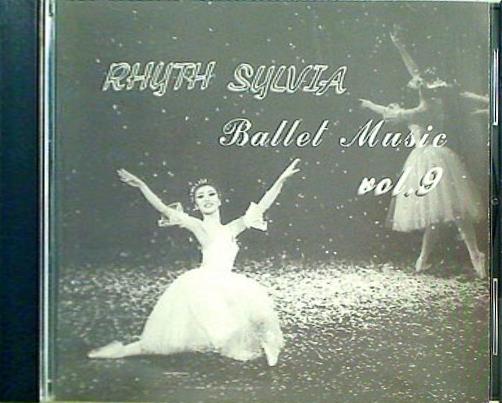 RHYTH SYLVIA
Ballet Music
vol.9